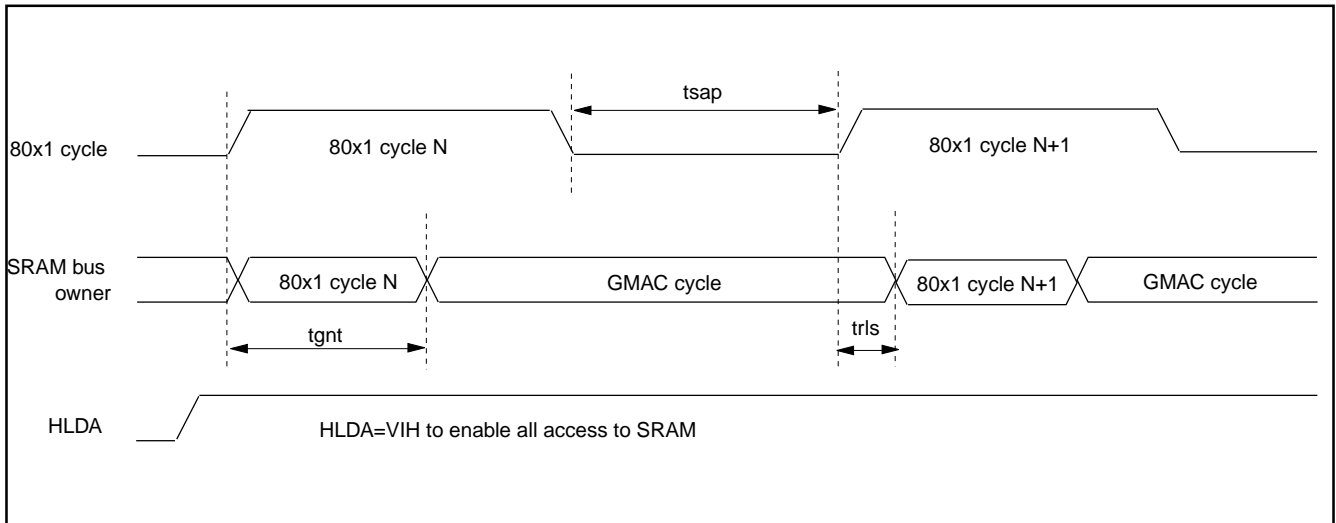 tsap
80x1 cycle
80x1 cycle N
80x1 cycle N+1
SRAM bus
owner
80x1 cycle N
GMAC cycle
80x1 cycle N+1
GMAC cycle
tgnt
trls
HLDA
HLDA=VIH to enable all access to SRAM